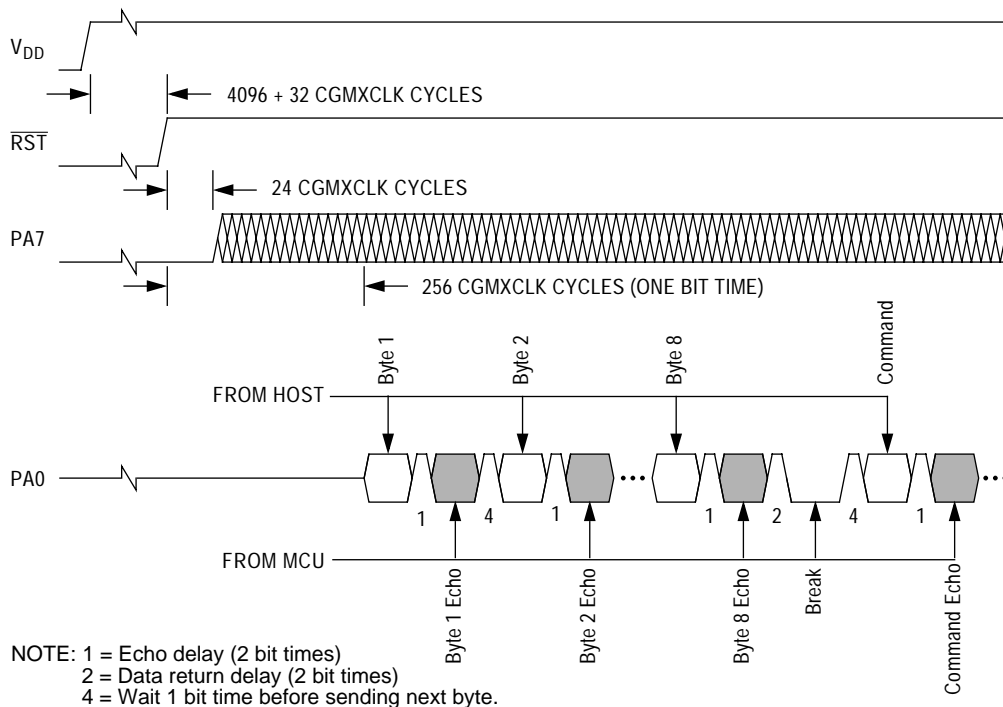 VDD
4096 + 32 CGMXCLK CYCLES
RST
24 CGMXCLK CYCLES
PA7
256 CGMXCLK CYCLES (ONE BIT TIME)
Byte 1
Byte 2
Byte 8
Command
FROM HOST
PA0
1
4
1
1
2
4
1
FROM MCU
Byte 1 Echo
Byte 2 Echo
Byte 8 Echo
Break
Command Echo
NOTE: 1 = Echo delay (2 bit times)
2 = Data return delay (2 bit times)
4 = Wait 1 bit time before sending next byte.